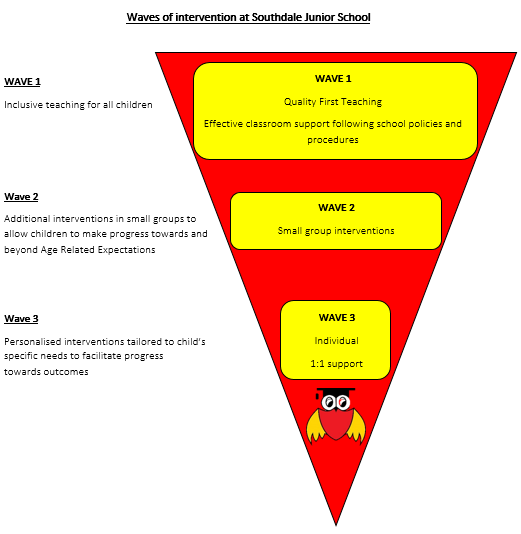 Waves of intervention at Southdale Junior School
WAVE 1
Inclusive teaching for all children
WAVE 1
Quality First Teaching
Effective classroom support following school policies and
procedures
Wave 2
Additional interventions in small groups to
allow children to make progress towards and
beyond Age Related Expectations
WAVE 2
Small group interventions
Wave 3
Personalised interventions tailored to child's
specific needs to facilitate progress
towards outcomes
WAVE 3
Individual
1:1 support